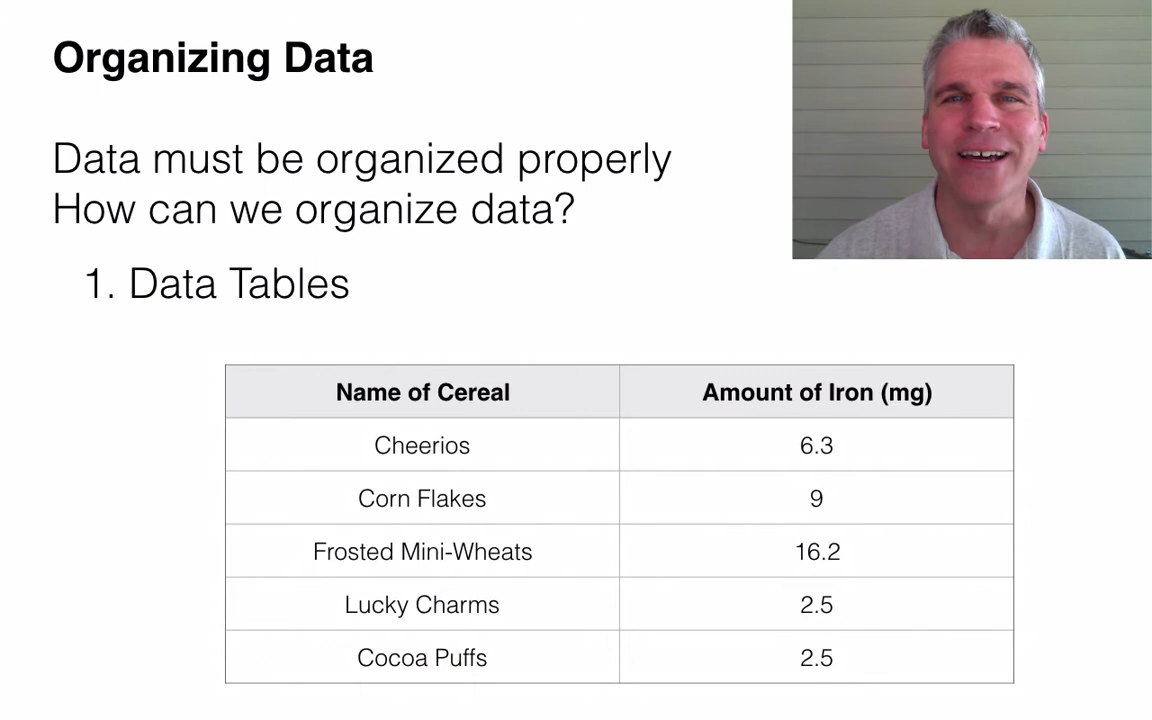 Organizing Data
Data must be organized properly
How can we organize data?
1. Data Tables
Name of Cereal Amount of Iron (mg)
Cheerios 6.3
Corn Flakes 9
Frosted Mini-Wheats 16.2
Lucky Charms 2.5
Cocoa Puffs 2.5